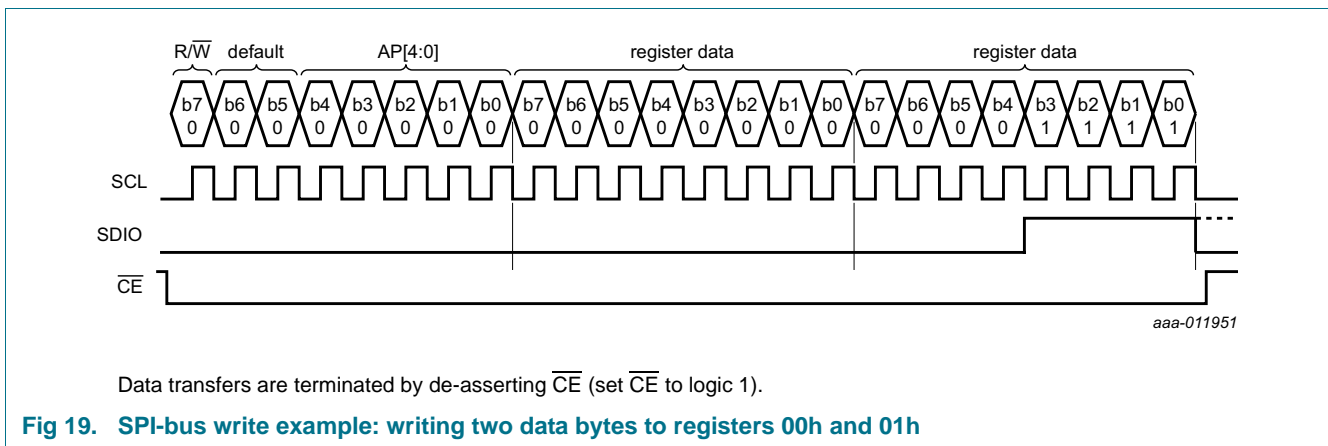 R/W̅ default AP[4:0] register data register data
b7 b6 b5 b4 b3 b2 b1 b0 b7 b6 b5 b4 b3 b2 b1 b0 b7 b6 b5 b4 b3 b2 b1 b0
0 0 0 0 0 0 0 0 0 0 0 0 0 0 0 0 0 0 0 0 1 1 1 1
SCL
SDIO
C̅E̅
aaa-011951
Data transfers are terminated by de-asserting C̅E̅ (set C̅E̅ to logic 1).
Fig 19. SPI-bus write example: writing two data bytes to registers 00h and 01h